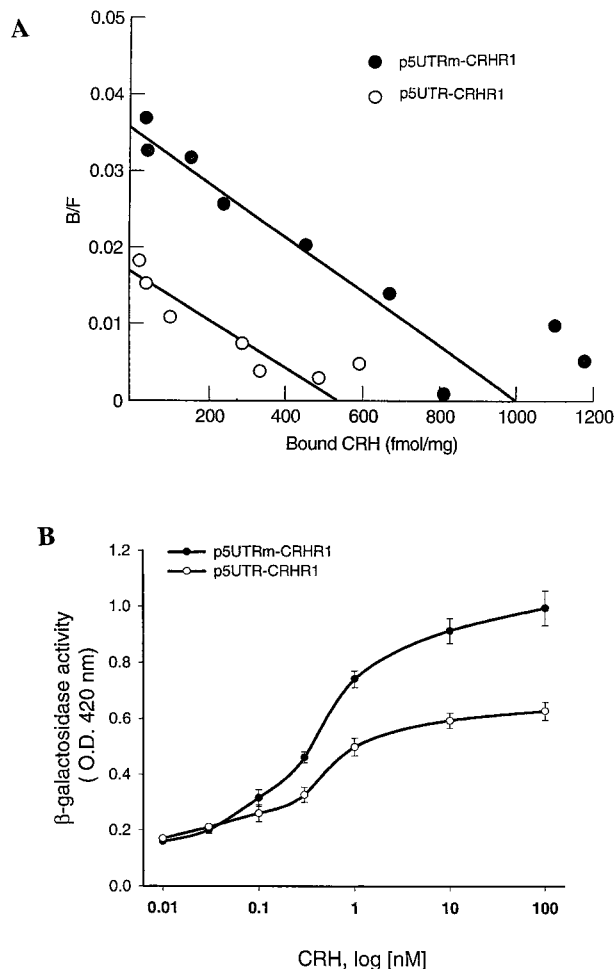 A
0.05
0.04
0.03
0.02
0.01
0
B/F
p5UTRm-CRHR1
p5UTR-CRHR1
200
400
600
800
1000
1200
Bound CRH (fmol/mg)
B
p5UTRm-CRHR1
p5UTR-CRHR1
1.2
1.0
0.8
0.6
0.4
0.2
0.0
β-galactosidase activity
( O.D. 420 nm)
0.01
0.1
1
10
100
CRH, log [nM]